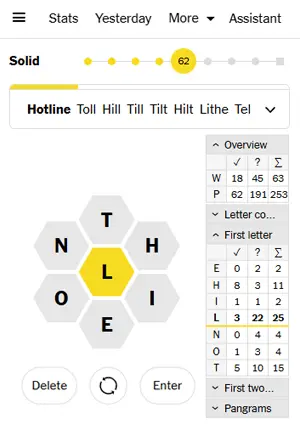 Stats Yesterday More Assistant
Solid 62
Hotline Toll Hill Till Tilt Hilt Lithe Tel
Overview
✓ ? Σ
W 18 45 63
P 62 191 253
Letter co...
First letter
✓ ? Σ
E 0 2 2
H 8 3 11
I 1 1 2
L 3 22 25
N 0 4 4
O 1 3 4
T 5 10 15
First two...
Pangrams
T
N H
L
O I
E
Delete Enter